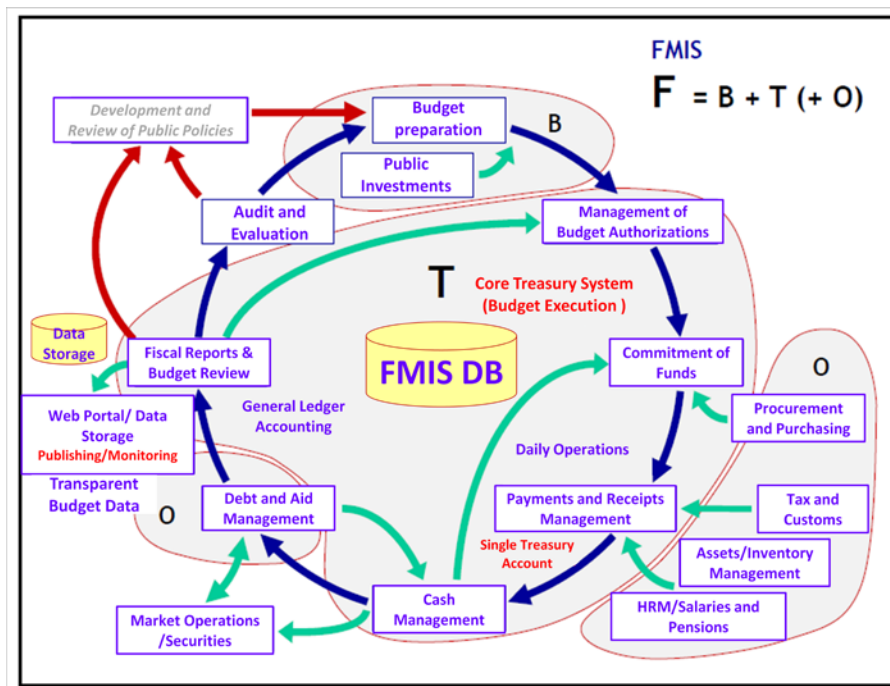 FMIS
F = B + T (+ O)
Development and
Review of Public Policies
Budget
preparation
B
Public
Investments
Audit and
Evaluation
Management of
Budget Authorizations
T
Core Treasury System
(Budget Execution )
Data
Storage
Fiscal Reports &
Budget Review
FMIS DB
Commitment of
Funds
O
Web Portal/ Data
Storage
Publishing/Monitoring
Transparent
Budget Data
General Ledger
Accounting
Procurement
and Purchasing
Daily Operations
O
Debt and Aid
Management
Payments and Receipts
Management
Tax and
Customs
Single Treasury
Account
Assets/Inventory
Management
Cash
Management
HRM/Salaries and
Pensions
Market Operations
/Securities